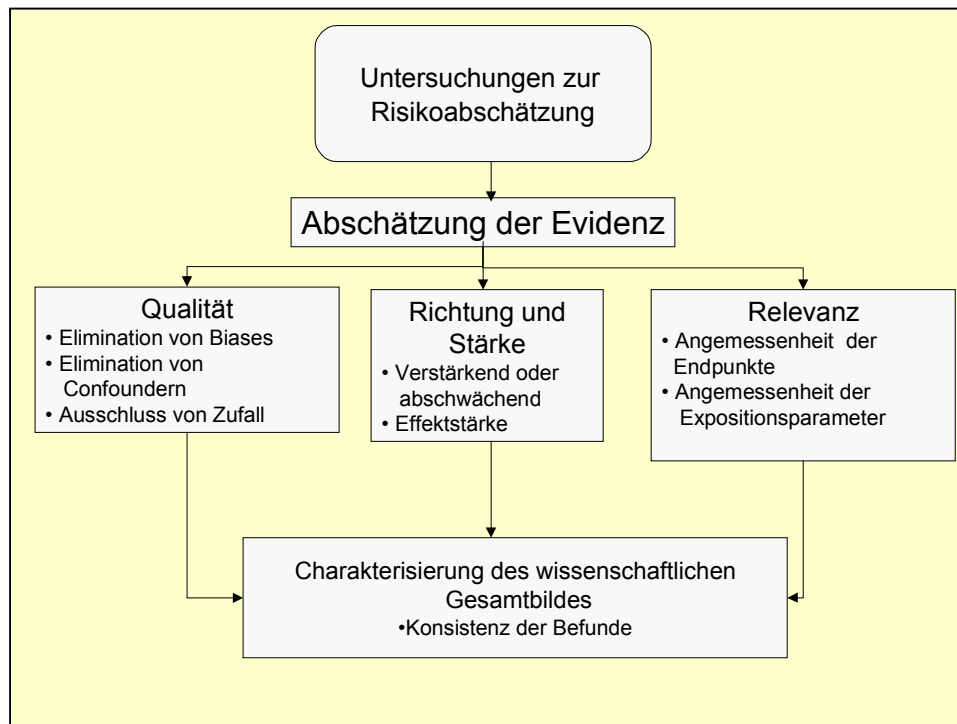 Untersuchungen zur
Risikoabschätzung
Abschätzung der Evidenz
Qualität
• Elimination von Biases
• Elimination von
Confoundern
• Ausschluss von Zufall
Richtung und
Stärke
• Verstärkend oder
abschwächend
• Effektstärke
Relevanz
• Angemessenheit der
Endpunkte
• Angemessenheit der
Expositionsparameter
Charakterisierung des wissenschaftlichen
Gesamtbildes
•Konsistenz der Befunde